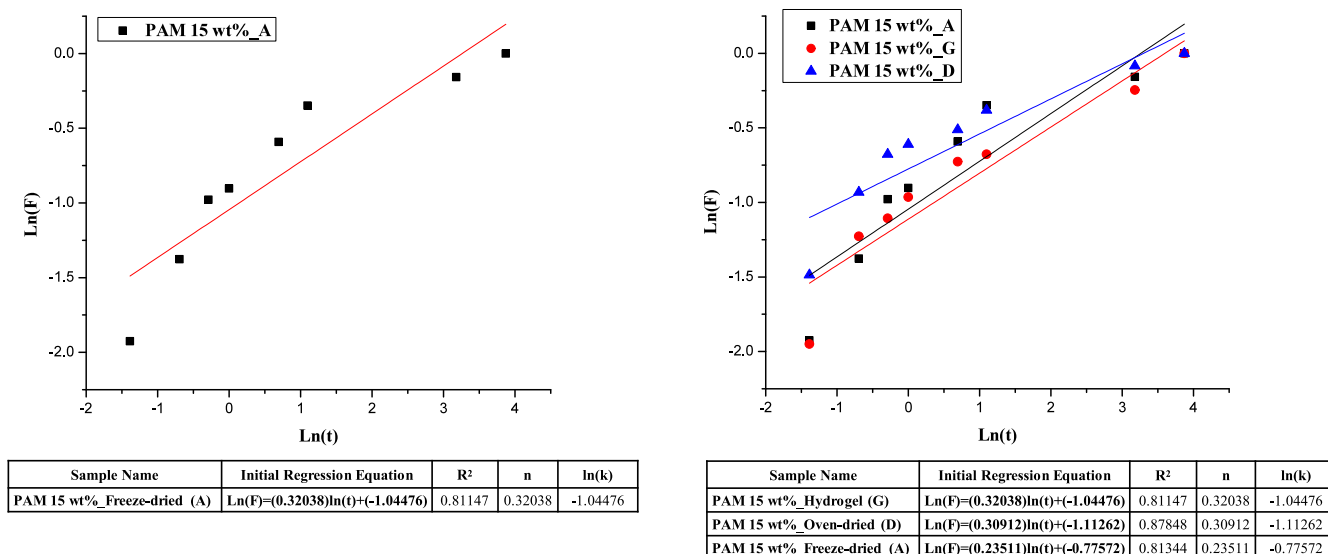 PAM 15 wt%_A
0.0
-0.5
-1.0
-1.5
-2.0
Ln(F)
-2 -1 0 1 2 3 4
Ln(t)
Sample Name Initial Regression Equation R² n ln(k)
PAM 15 wt%_Freeze-dried (A) Ln(F)=(0.32038)ln(t)+(-1.04476) 0.81147 0.32038 -1.04476
PAM 15 wt%_A
PAM 15 wt%_G
PAM 15 wt%_D
0.0
-0.5
-1.0
-1.5
-2.0
Ln(F)
-2 -1 0 1 2 3 4
Ln(t)
Sample Name Initial Regression Equation R² n ln(k)
PAM 15 wt%_Hydrogel (G) Ln(F)=(0.32038)ln(t)+(-1.04476) 0.81147 0.32038 -1.04476
PAM 15 wt%_Oven-dried (D) Ln(F)=(0.30912)ln(t)+(-1.11262) 0.87848 0.30912 -1.11262
PAM 15 wt%_Freeze-dried (A) Ln(F)=(0.23511)ln(t)+(-0.77572) 0.81344 0.23511 -0.77572